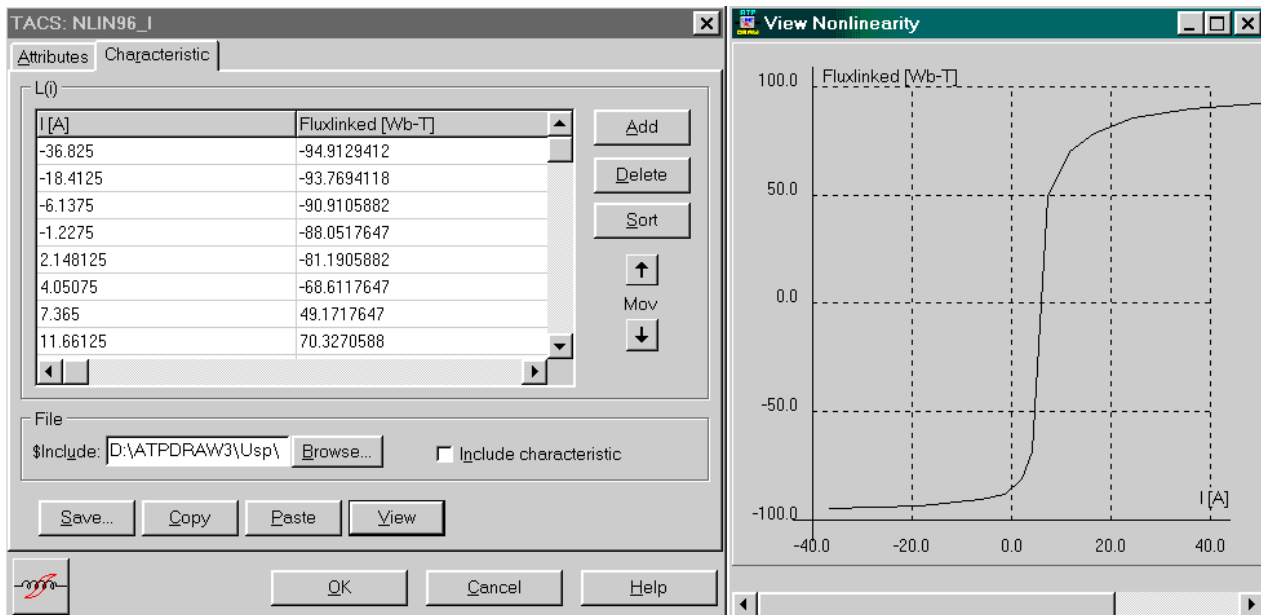 TACS: NLIN96_I
Attributes Characteristic
L(i)
I [A] Fluxlinked [Wb-T]
-36.825 -94.9129412
-18.4125 -93.7694118
-6.1375 -90.9105882
-1.2275 -88.0517647
2.148125 -81.1905882
4.05075 -68.6117647
7.365 49.1717647
11.66125 70.3270588
Add
Delete
Sort
Mov
File
$Include: D:\ATPDRAW3\Usp\ Browse... Include characteristic
Save... Copy Paste View
OK Cancel Help
ATP
DRAW
View Nonlinearity
Fluxlinked [Wb-T]
100.0
50.0
0.0
-50.0
-100.0
I [A]
-40.0 -20.0 0.0 20.0 40.0